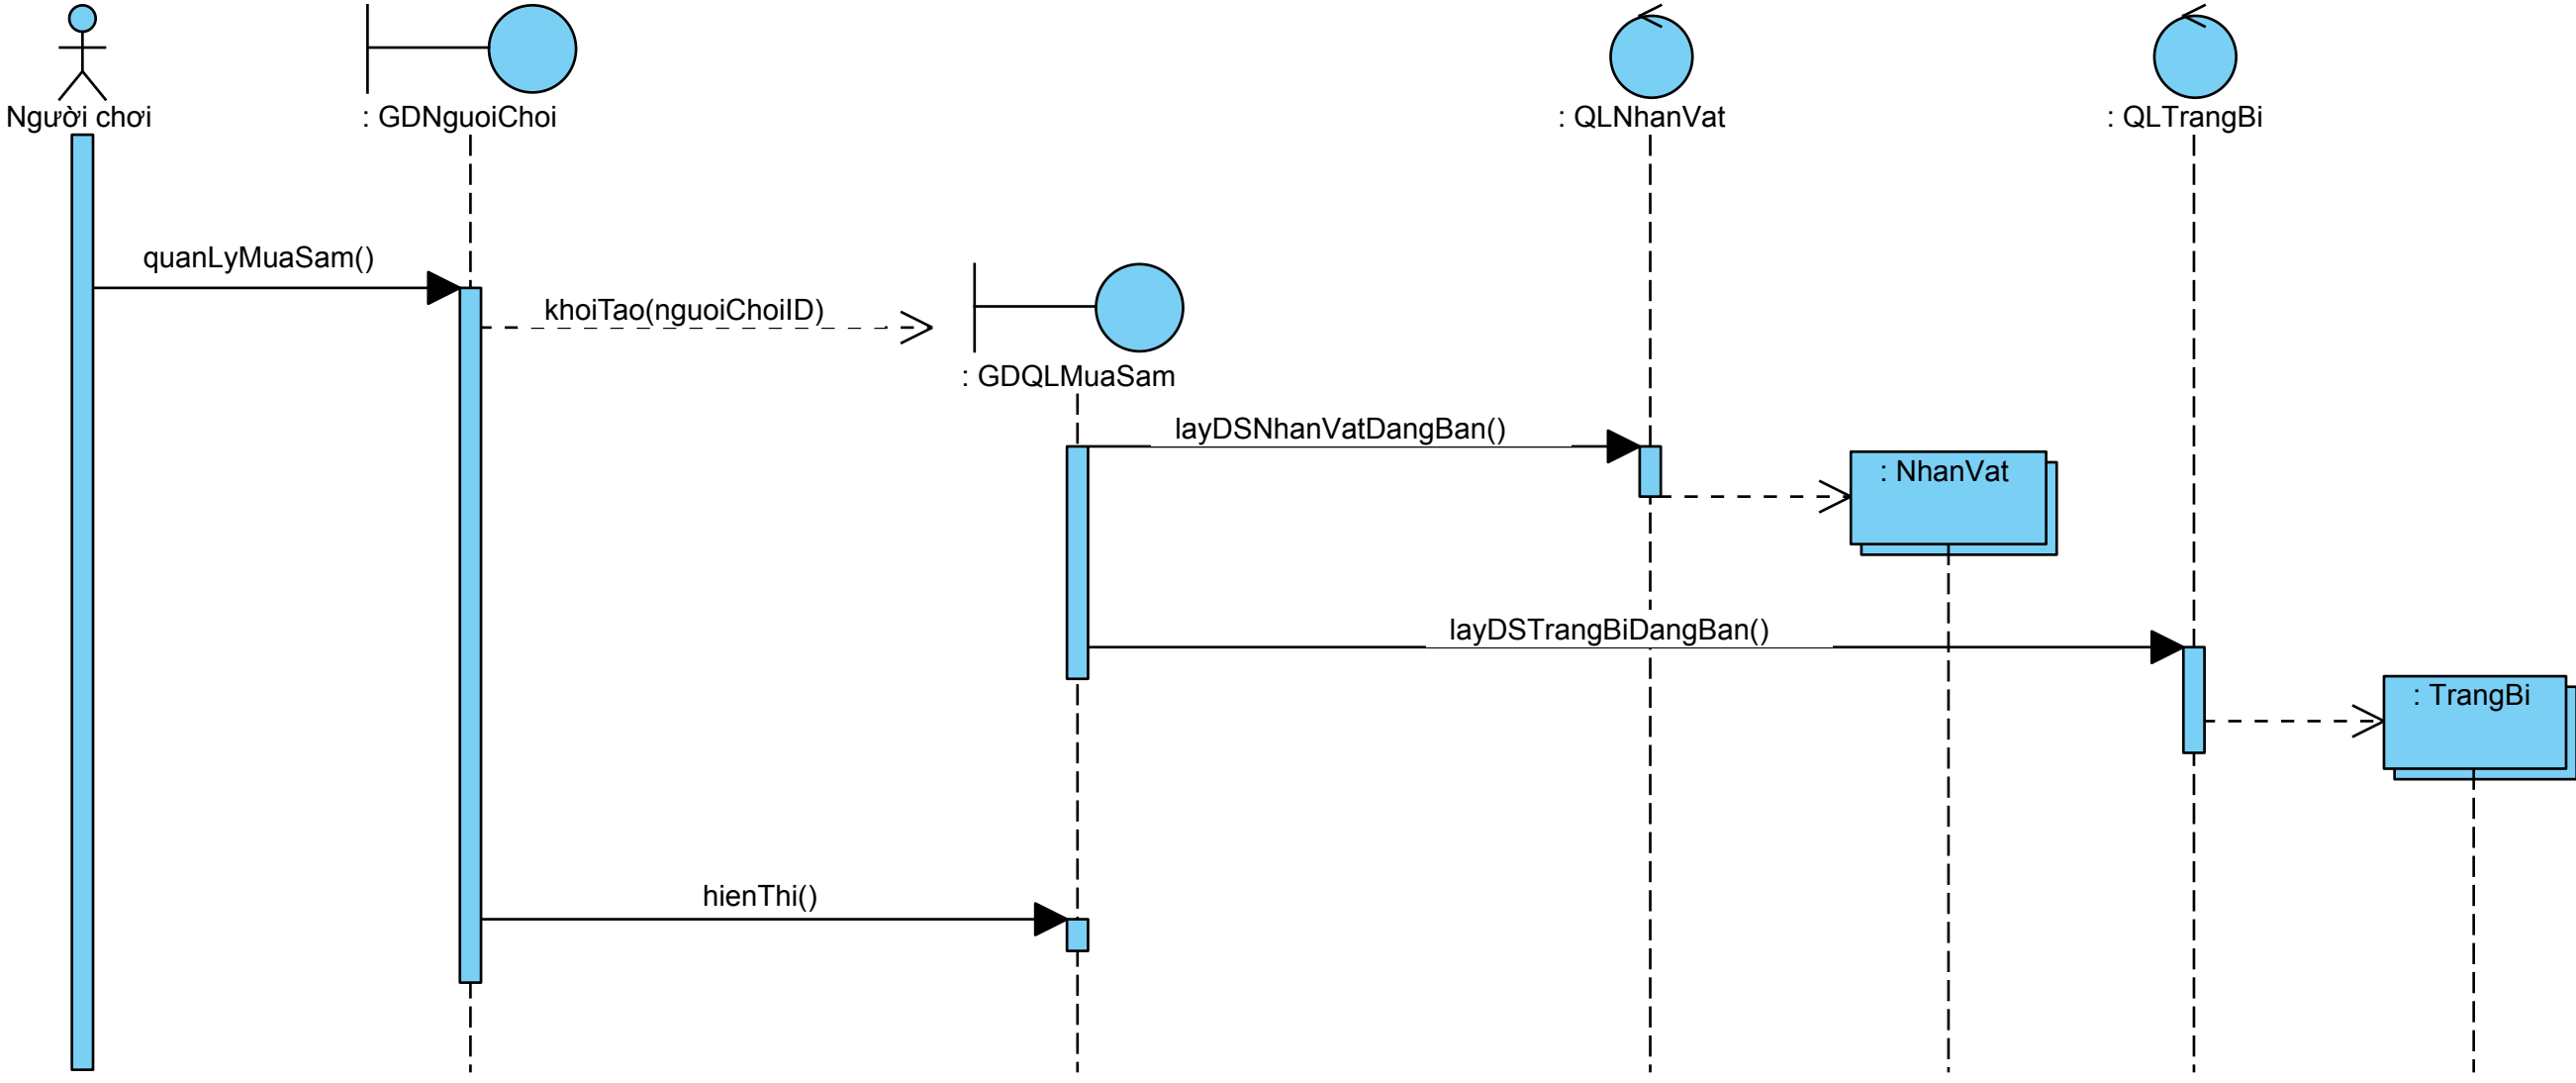 Người chơi
: GDNguoiChoi
: QLNhanVat
: QLTrangBi
quanLyMuaSam()
khoiTao(nguoiChoiID)
: GDQLMuaSam
layDSNhanVatDangBan()
: NhanVat
layDSTrangBiDangBan()
: TrangBi
hienThi()